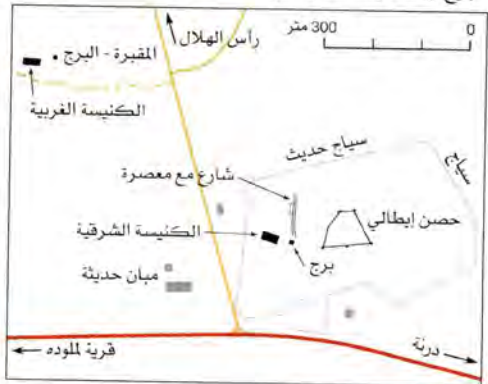 300 متر
0
رأس الهلال
المقبرة - البرج
الكنيسة الغربية
سياج حديث
سياج
شارع مع معصرة
حصن إيطالي
الكنيسة الشرقية
برج
مبان حديثة
درنة
قرية لملوده